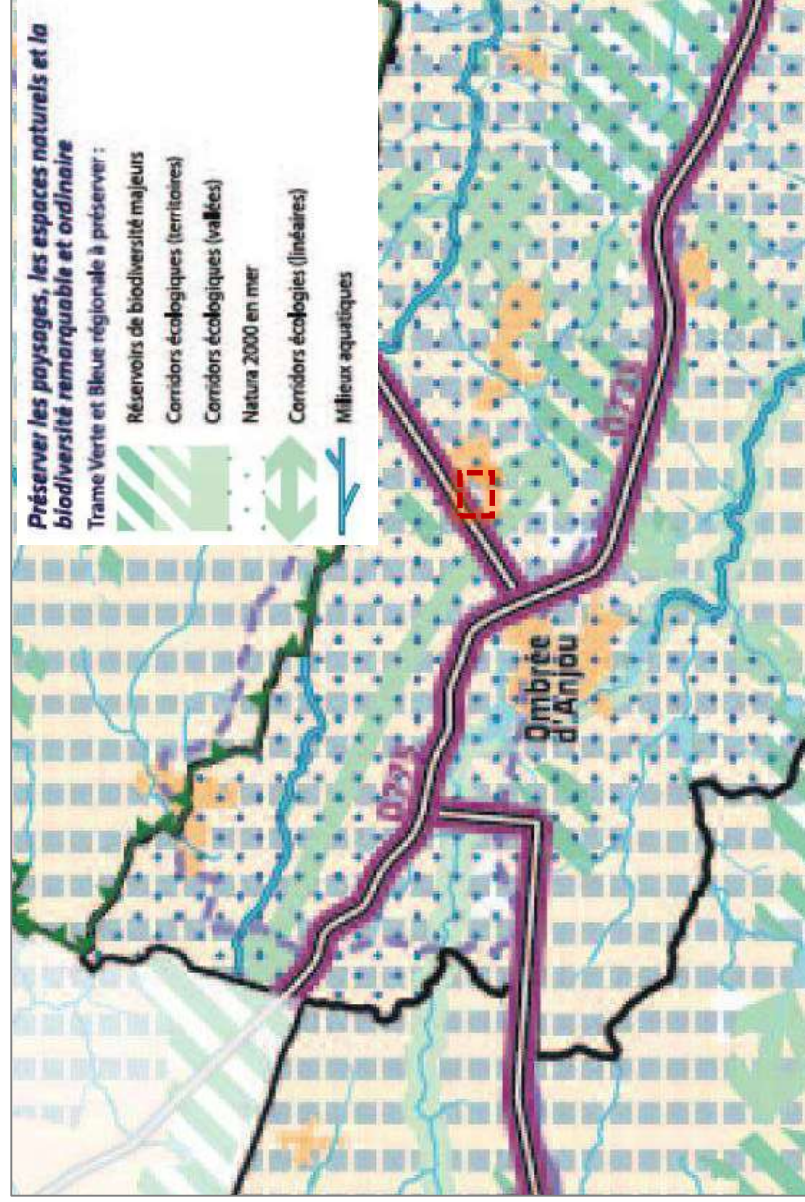 Préserver les paysages, les espaces naturels et la
biodiversité remarquable et ordinaire
Trame Verte et Bleue régionale à préserver :
Réservoirs de biodiversité majeurs
Corridors écologiques (territoires)
Corridors écologiques (vallées)
Natura 2000 en mer
Corridors écologies (linéaires)
Milieux aquatiques
Ombrée
d'Anjou
D775